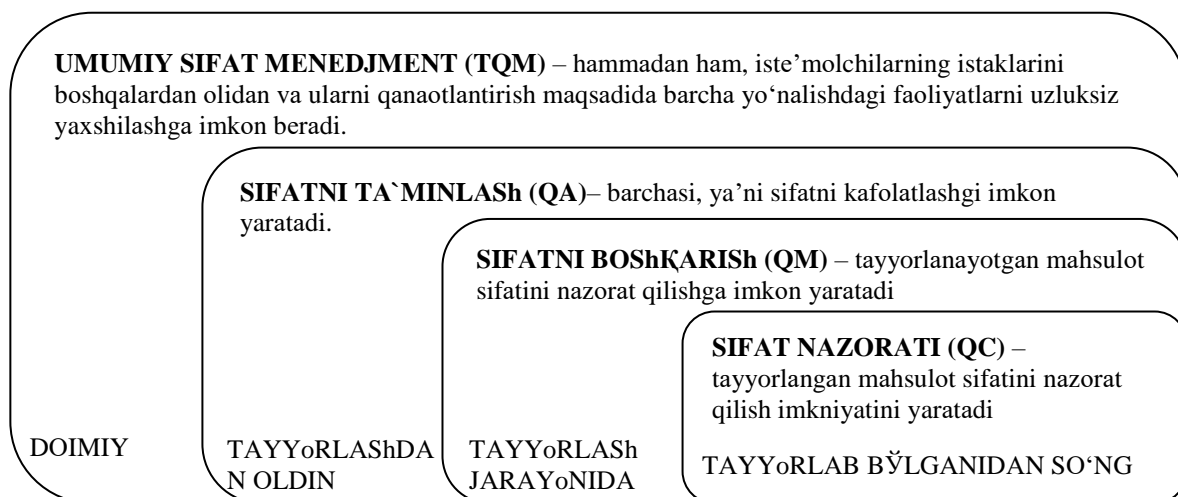 UMUMIY SIFAT MENEDJMENT (TQM) – hammadan ham, iste’molchilarning istaklarini
boshqalardan olidan va ularni qanaotlantirish maqsadida barcha yo‘nalishdagi faoliyatlarni uzluksiz
yaxshilashga imkon beradi.
SIFATNI TA`MINLASh (QA)– barchasi, ya’ni sifatni kafolatlashgi imkon
yaratadi.
SIFATNI BOShҚARISh (QM) – tayyorlanayotgan mahsulot
sifatini nazorat qilishga imkon yaratadi
SIFAT NAZORATI (QC) –
tayyorlangan mahsulot sifatini nazorat
qilish imkniyatini yaratadi
DOIMIY
TAYYoRLAShDA
N OLDIN
TAYYoRLASh
JARAYoNIDA
TAYYoRLAB BЎLGANIDAN SO‘NG